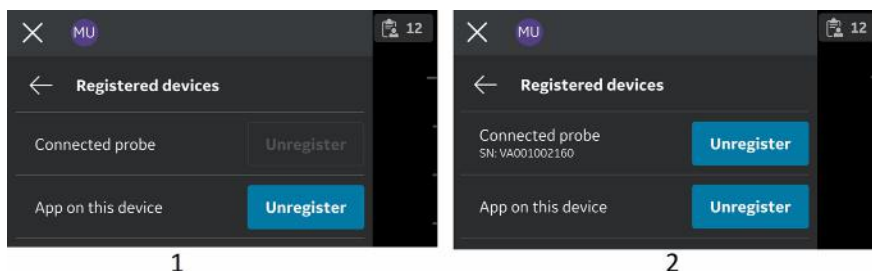 MU
12
Registered devices
Connected probe
Unregister
App on this device
Unregister
1
MU
12
Registered devices
Connected probe
SN: VA001002160
Unregister
App on this device
Unregister
2